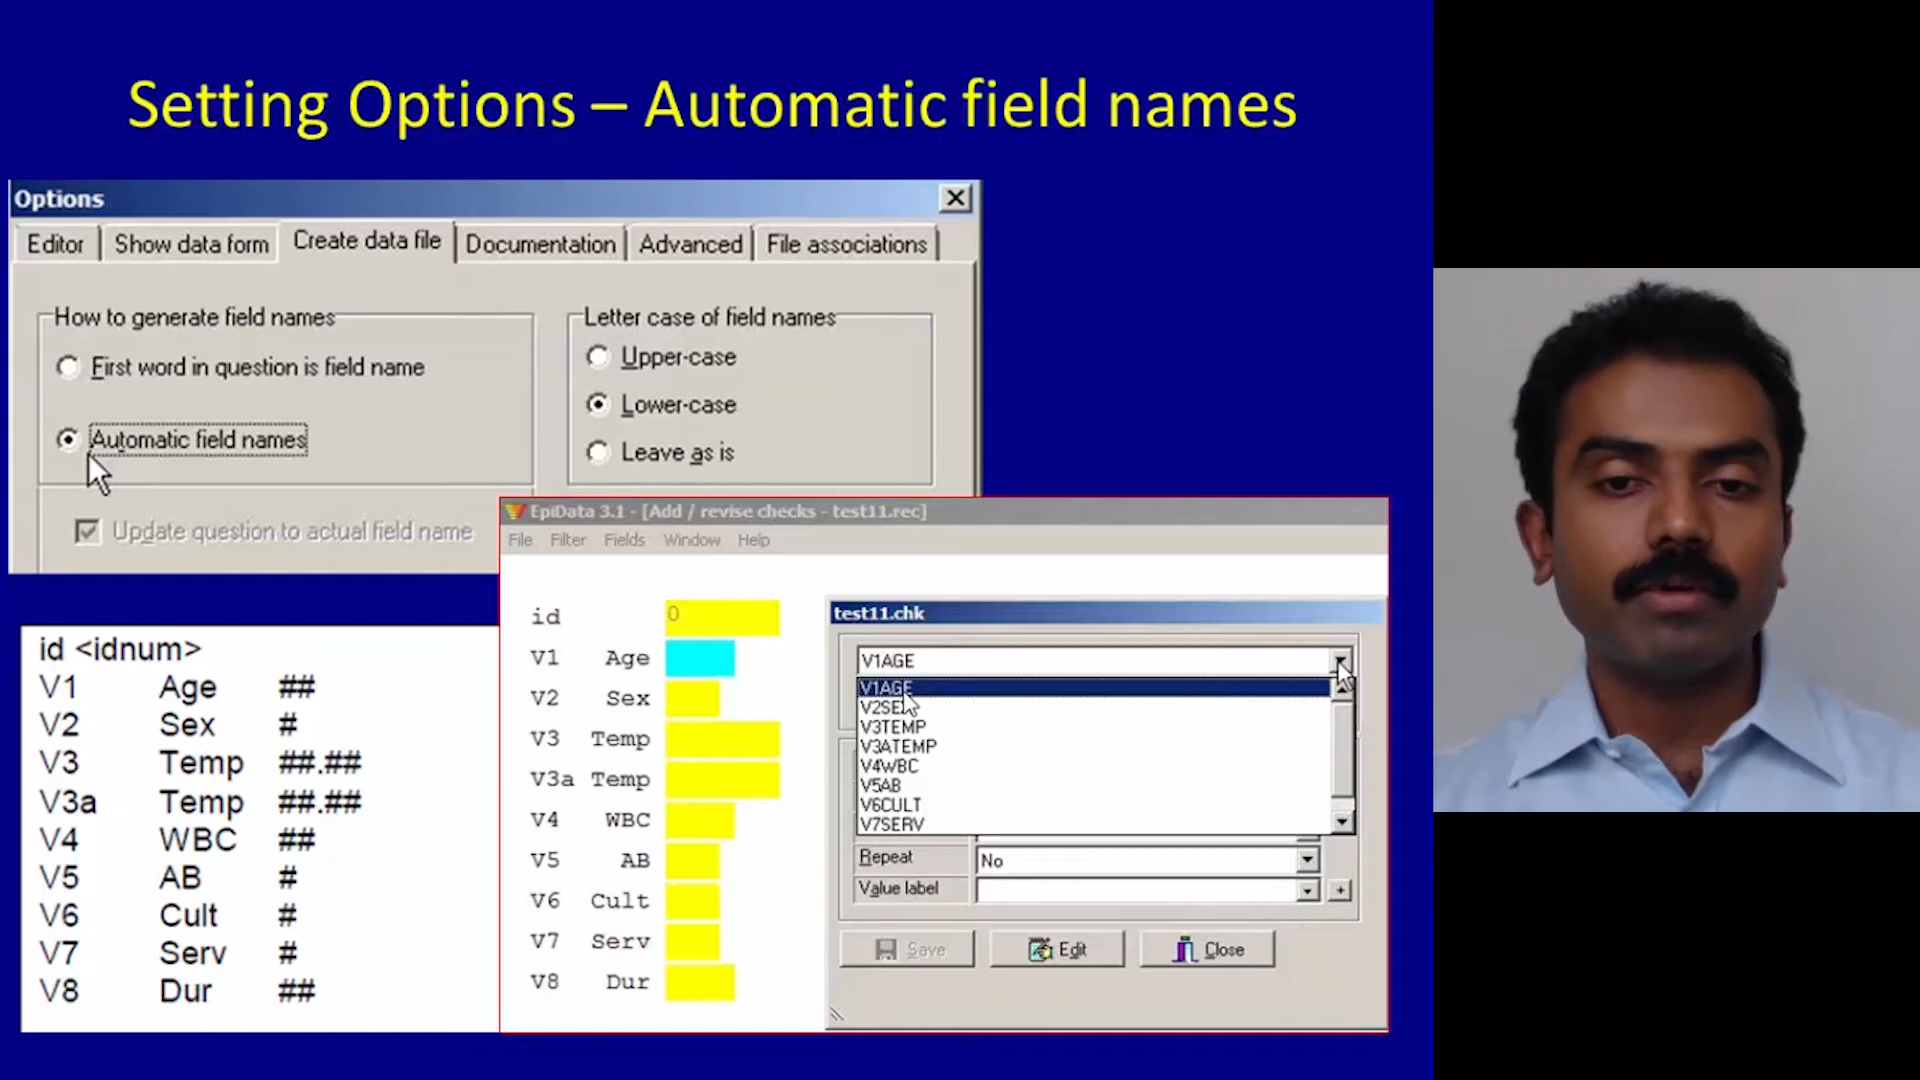 Setting Options – Automatic field names
Options
Editor Show data form Create data file Documentation Advanced File associations
How to generate field names
First word in question is field name
Automatic field names
Update question to actual field name
Letter case of field names
Upper-case
Lower-case
Leave as is
id <idnum>
V1 Age ##
V2 Sex #
V3 Temp ##.##
V3a Temp ##.##
V4 WBC ##
V5 AB #
V6 Cult #
V7 Serv #
V8 Dur ##
EpiData 3.1 - [Add / revise checks - test11.rec]
File Filter Fields Window Help
id 0
V1 Age
V2 Sex
V3 Temp
V3a Temp
V4 WBC
V5 AB
V6 Cult
V7 Serv
V8 Dur
test11.chk
V1AGE
V1AGE
V3TEMP
V3ATEMP
V4WBC
V5AB
V6CULT
V7SERV
Repeat No
Value label +
Save Edit Close